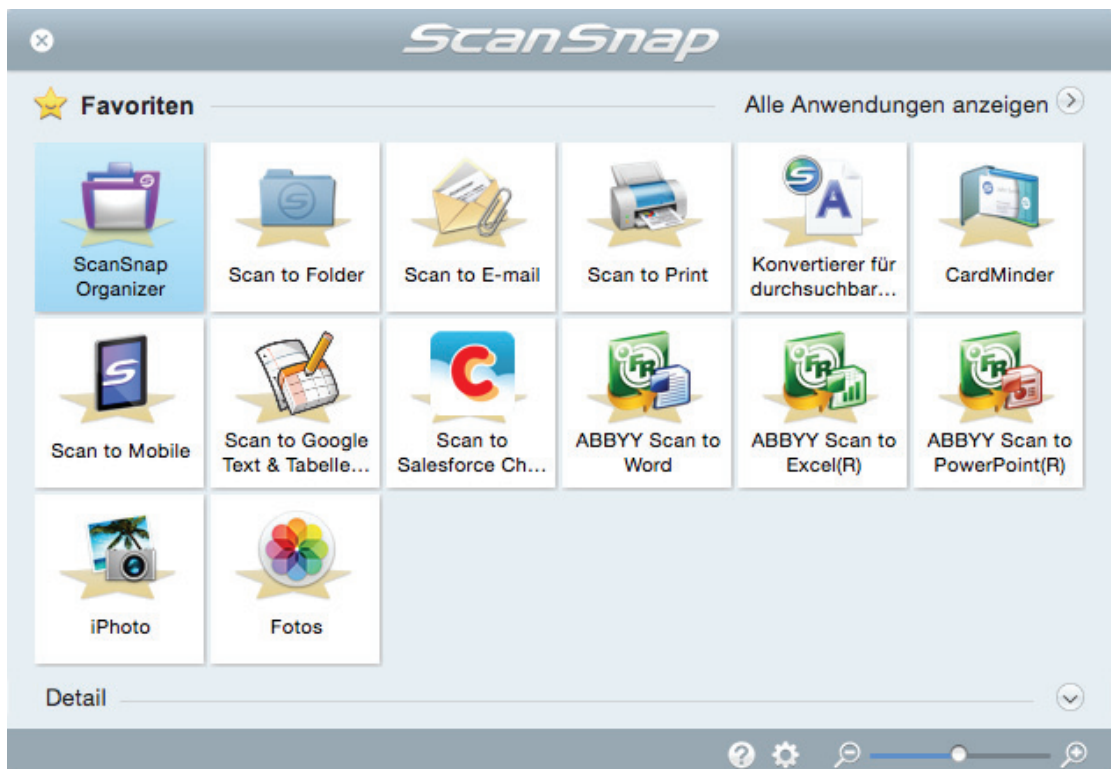 ScanSnap
Favoriten
Alle Anwendungen anzeigen
ScanSnap
Organizer
Scan to Folder
Scan to E-mail
Scan to Print
Konvertierer für
durchsuchbar...
CardMinder
Scan to Mobile
Scan to Google
Text & Tabelle...
Scan to
Salesforce Ch...
ABBYY Scan to
Word
ABBYY Scan to
Excel(R)
ABBYY Scan to
PowerPoint(R)
iPhoto
Fotos
Detail